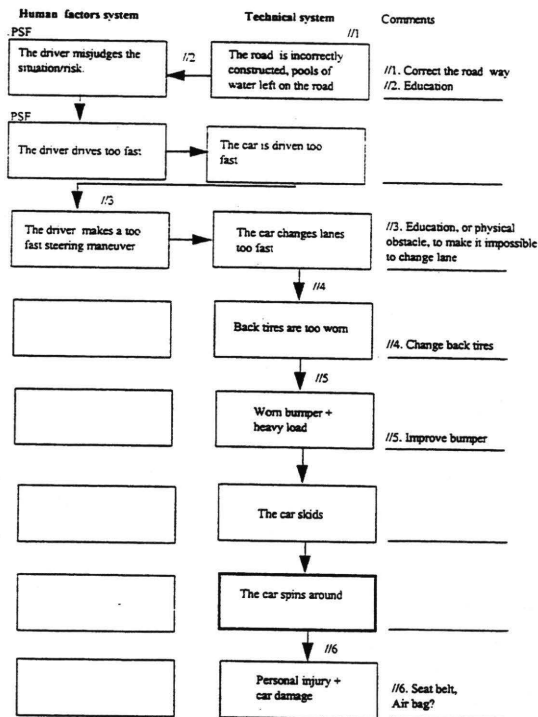 Human factors system
Technical system
Comments
PSF
//1
The driver misjudges the
situation/risk.
//2
The road is incorrectly
constructed, pools of
water left on the road
//1. Correct the road way
//2. Education
PSF
The driver drives too fast
The car is driven too
fast
//3
The driver makes a too
fast steering maneuver
The car changes lanes
too fast
//3. Education, or physical
obstacle, to make it impossible
to change lane
//4
Back tires are too worn
//4. Change back tires
//5
Worn bumper +
heavy load
//5. Improve bumper
The car skids
The car spins around
//6
Personal injury +
car damage
//6. Seat belt,
Air bag?